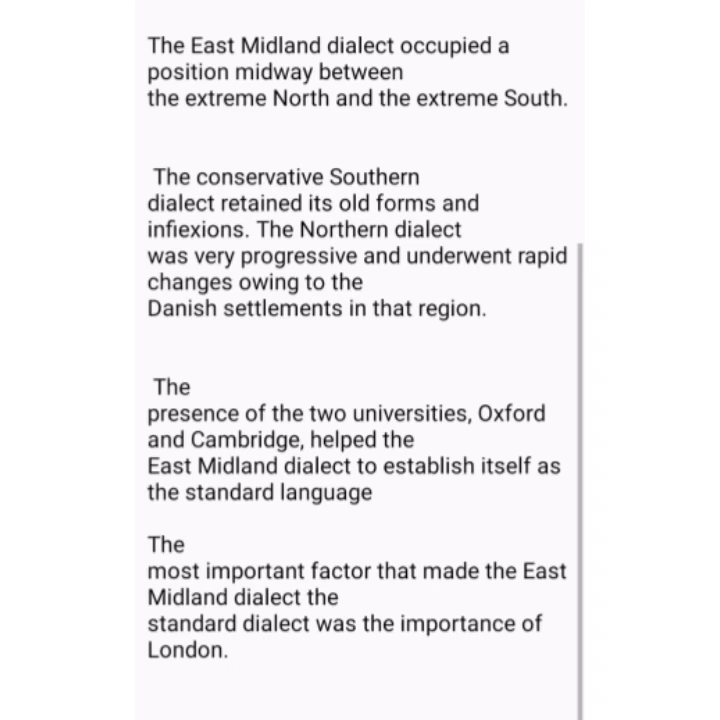 The East Midland dialect occupied a
position midway between
the extreme North and the extreme South.
The conservative Southern
dialect retained its old forms and
infiexions. The Northern dialect
was very progressive and underwent rapid
changes owing to the
Danish settlements in that region.
The
presence of the two universities, Oxford
and Cambridge, helped the
East Midland dialect to establish itself as
the standard language
The
most important factor that made the East
Midland dialect the
standard dialect was the importance of
London.